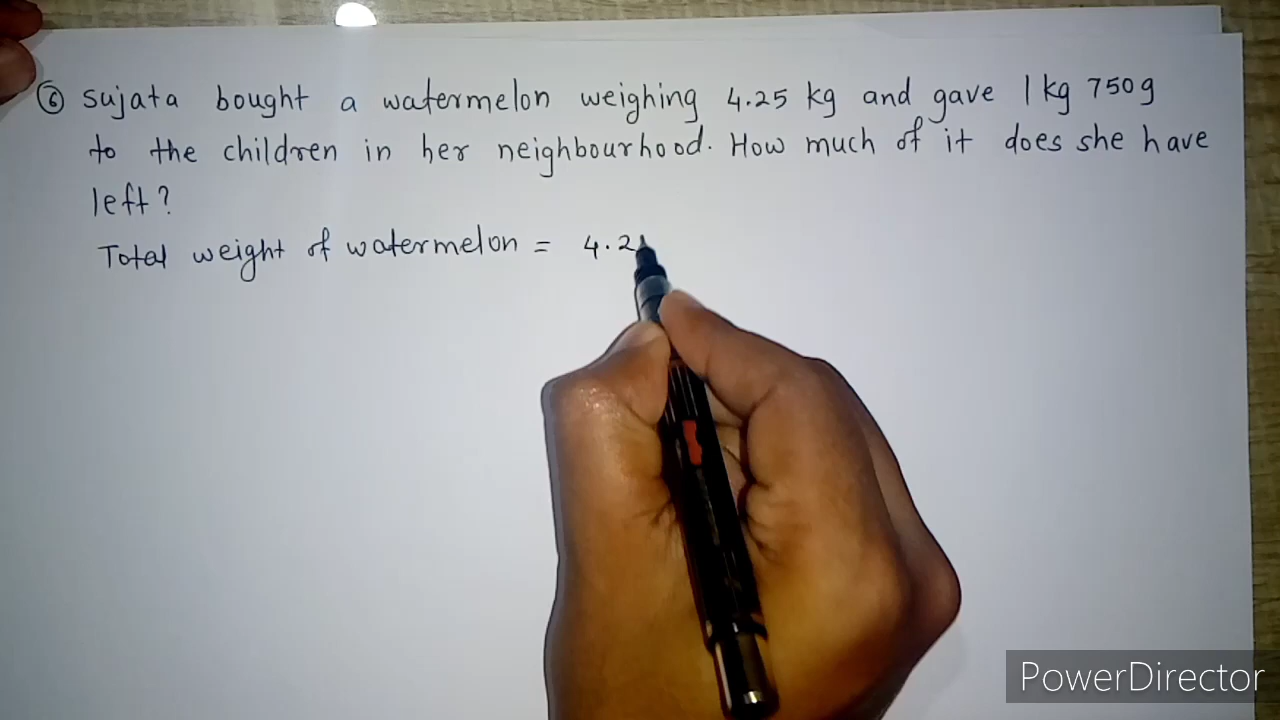 6 Sujata bought a watermelon weighing 4.25 kg and gave 1 kg 750 g
to the children in her neighbourhood. How much of it does she have
left?
Total weight of watermelon = 4.2
PowerDirector